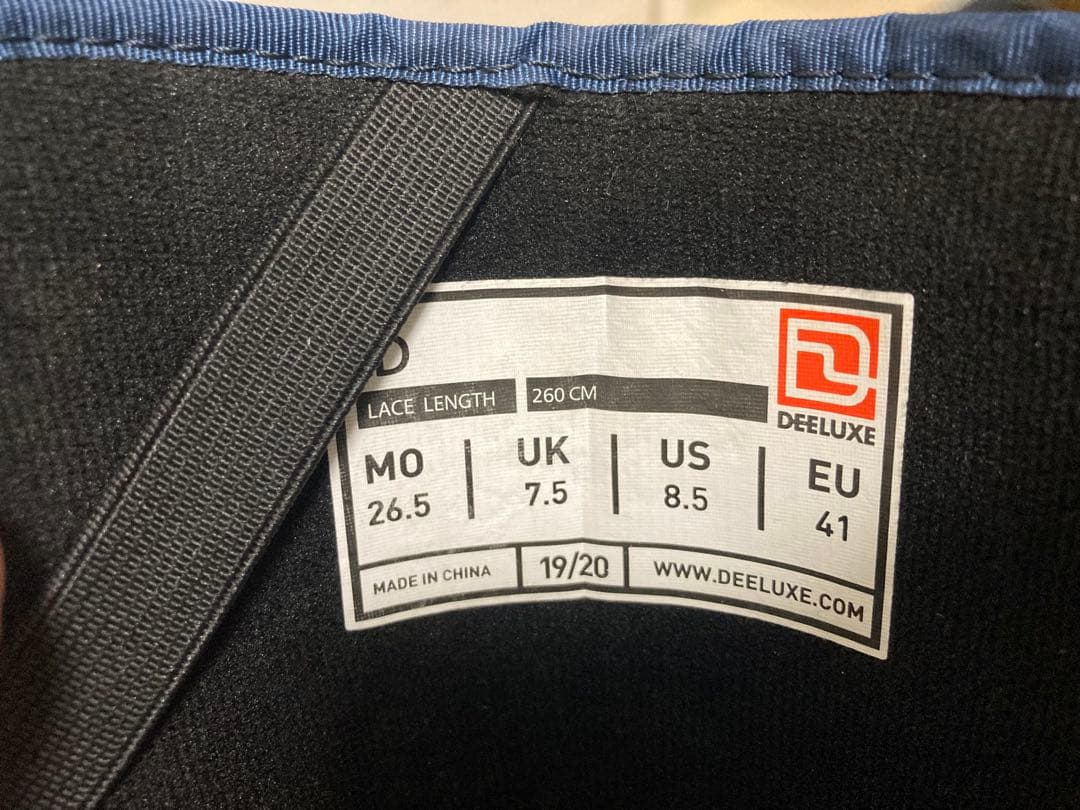 D
LACE LENGTH 260 CM
DEELUXE
MO UK US EU
26.5 7.5 8.5 41
MADE IN CHINA 19/20 WWW.DEELUXE.COM